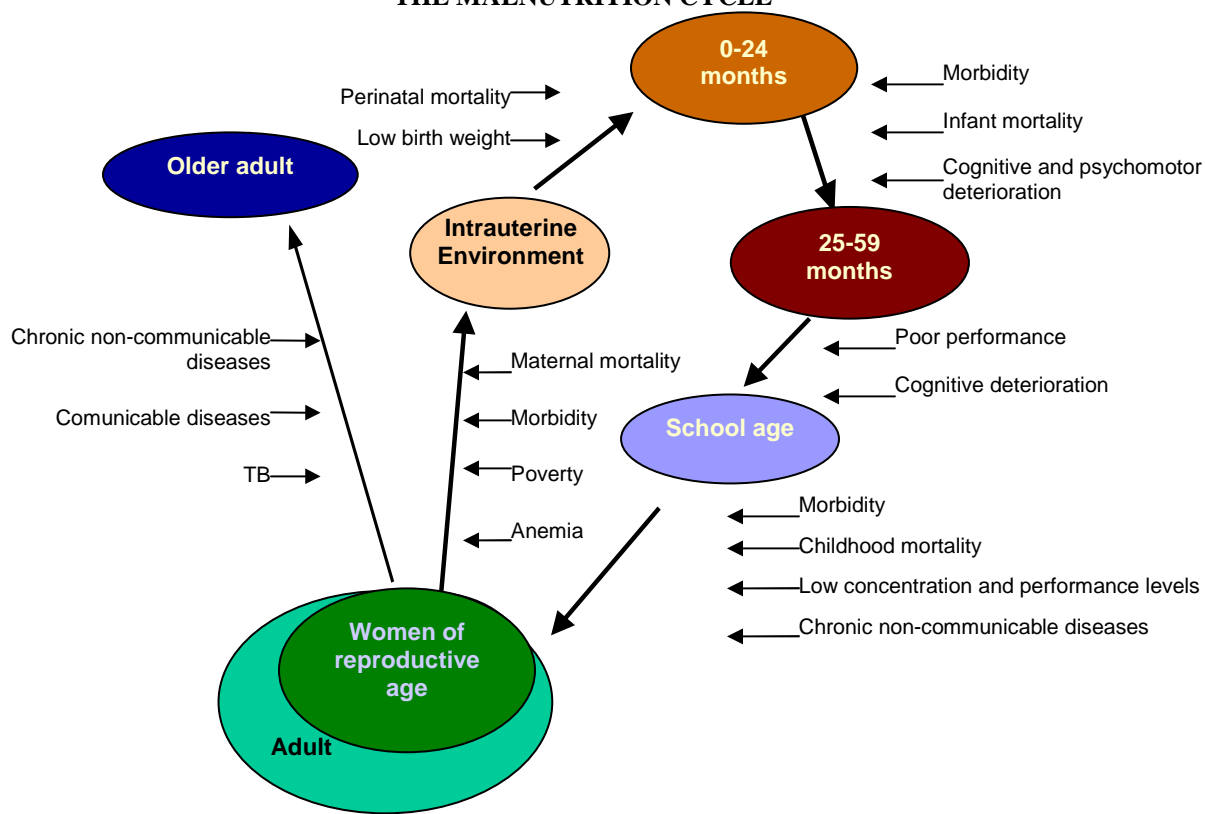 THE MALNUTRITION CYCLE
0-24
months
Perinatal mortality
Low birth weight
Morbidity
Infant mortality
Cognitive and psychomotor
deterioration
Older adult
Intrauterine
Environment
25-59
months
Chronic non-communicable
diseases
Comunicable diseases
TB
Maternal mortality
Morbidity
Poverty
Anemia
Poor performance
Cognitive deterioration
School age
Morbidity
Childhood mortality
Low concentration and performance levels
Chronic non-communicable diseases
Women of
reproductive
age
Adult